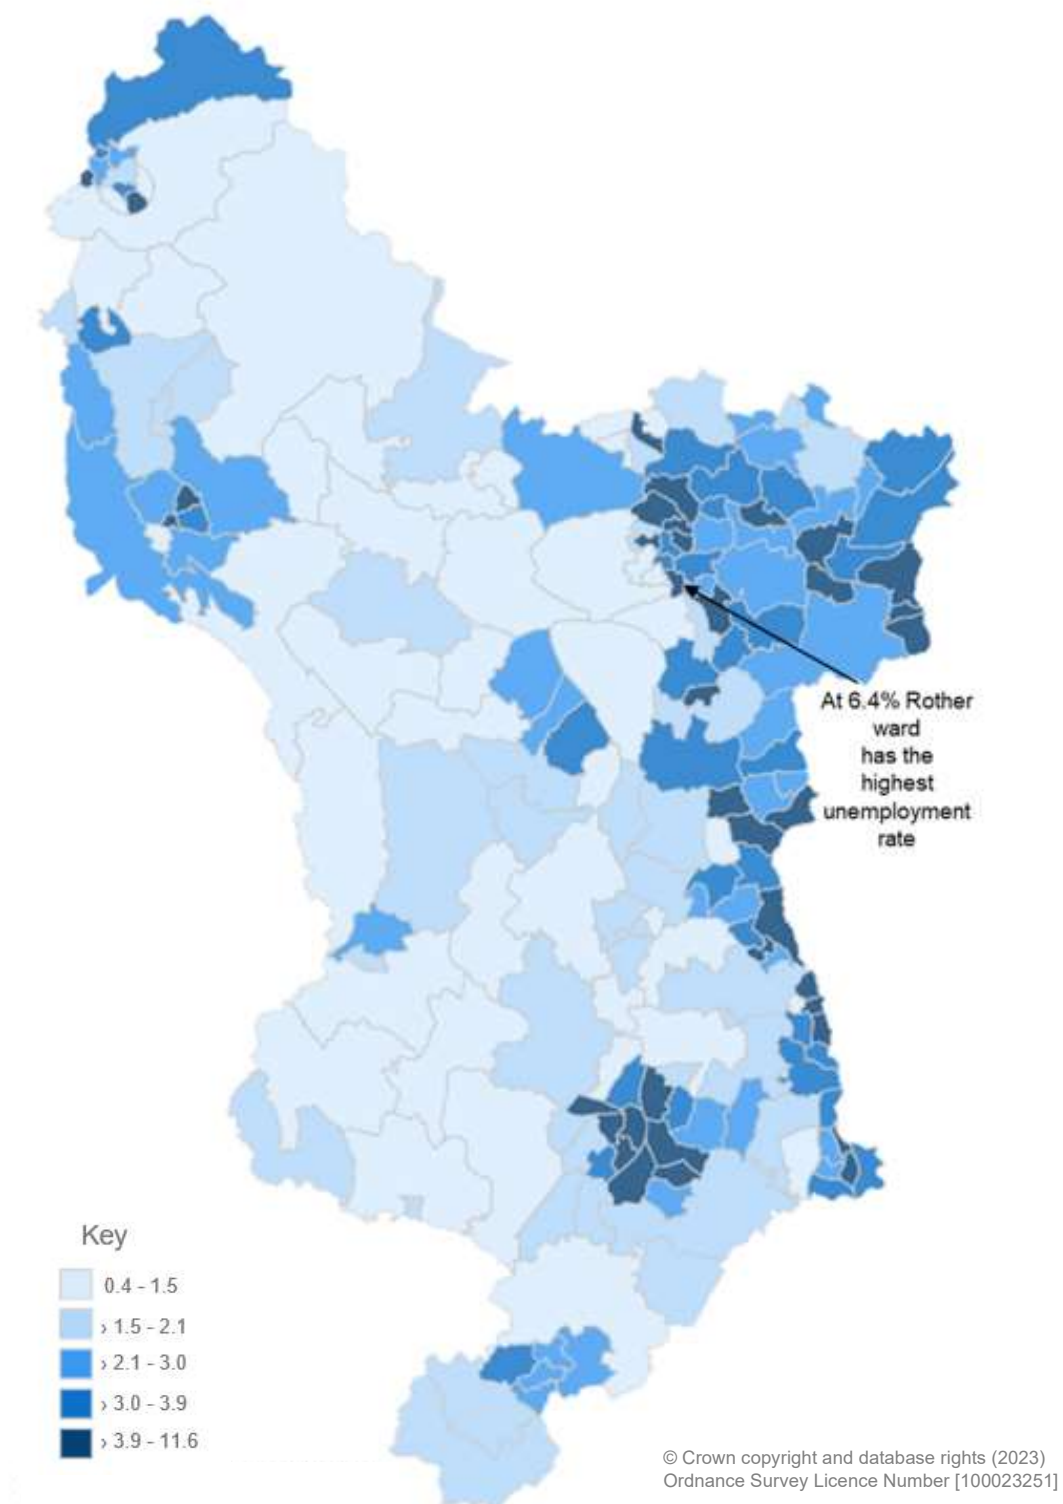 At 6.4% Rother
ward
has the
highest
unemployment
rate
Key
0.4 - 1.5
› 1.5 - 2.1
› 2.1 - 3.0
› 3.0 - 3.9
› 3.9 - 11.6
© Crown copyright and database rights (2023)
Ordnance Survey Licence Number [100023251]